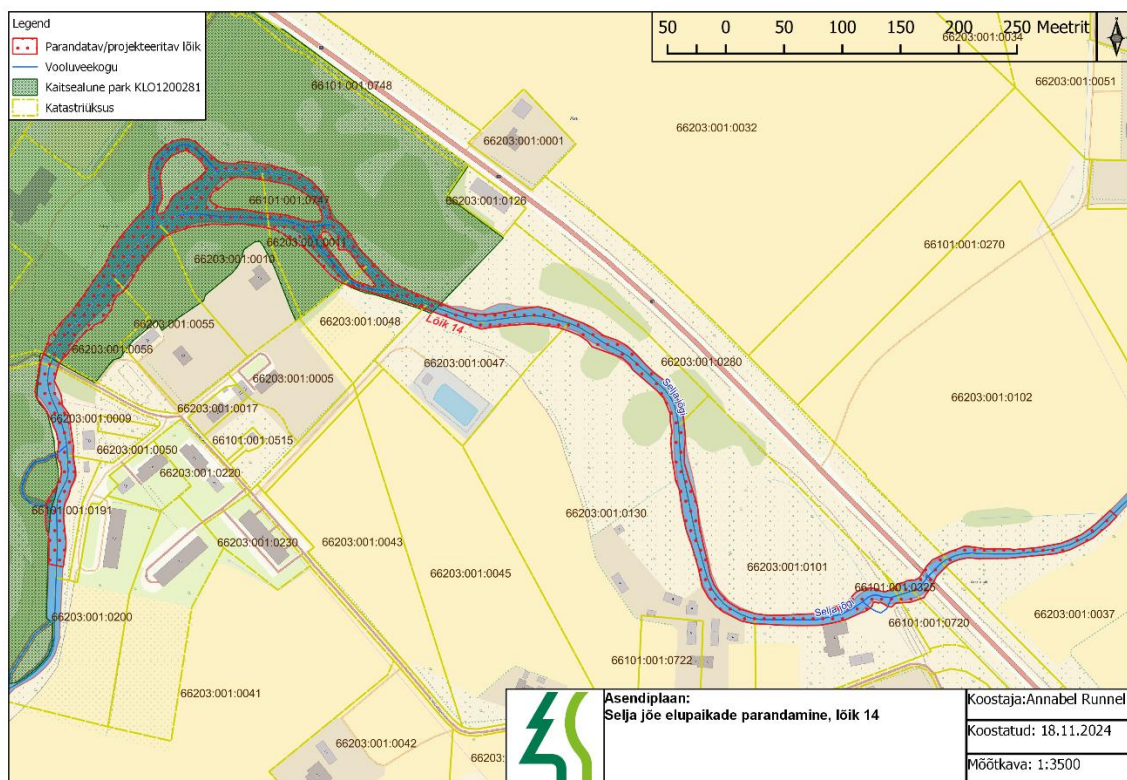 Legend
Parandatav/projekteeritav lõik
Vooluveekogu
Kaitsealune park KLO1200281
Katastriüksus
50 0 50 100 150 200 250 Meetrit
66203:001:0034
66203:001:0051
66101:001:0748
66203:001:0001
66203:001:0032
66203:001:0126
66101:001:0747
66203:001:0011
66203:001:0010
66101:001:0270
66203:001:0055
66203:001:0048
Lõik 14
66203:001:0056
66203:001:0047
66203:001:0260
66203:001:0005
Selja jõgi
66203:001:0102
66203:001:0017
66203:001:0009
66101:001:0515
66203:001:0050
66203:001:0220
66101:001:0191
66203:001:0130
66203:001:0230
66203:001:0043
66203:001:0045
66203:001:0101
66101:001:0325
Selja jõgi
66203:001:0200
66203:001:0037
66101:001:0720
66101:001:0722
66203:001:0041
66203:001:0042
66203:
Asendiplaan:
Selja jõe elupaikade parandamine, lõik 14
Koostaja:Annabel Runnel
Koostatud: 18.11.2024
Mõõtkava: 1:3500